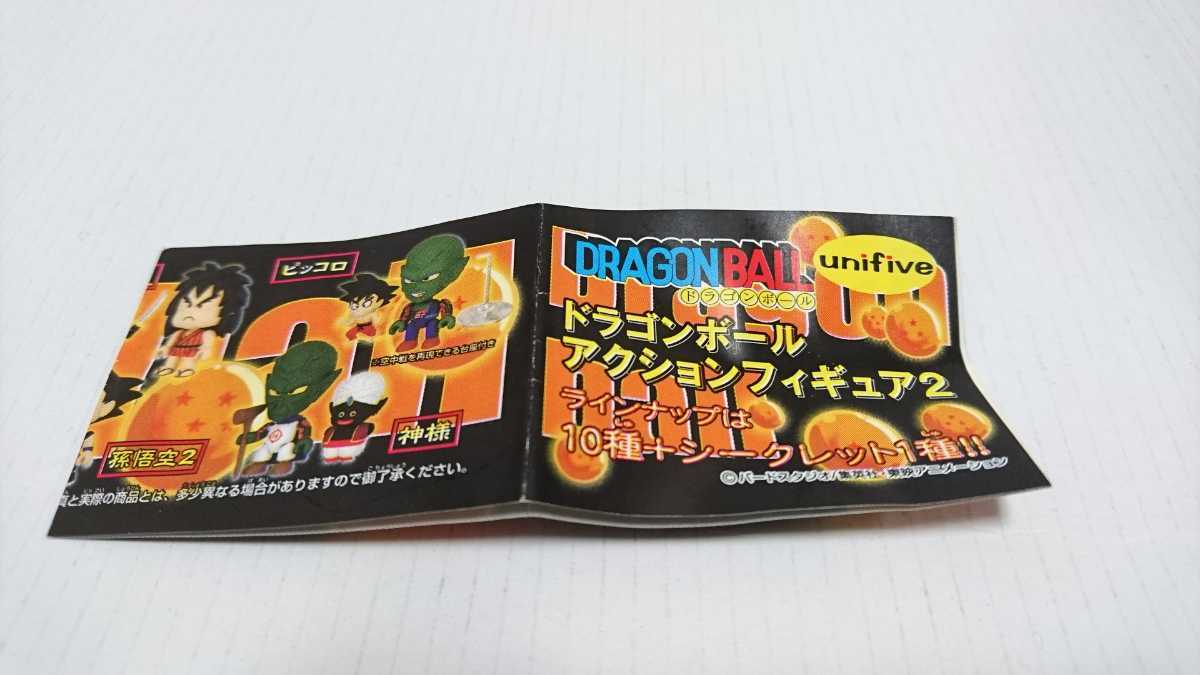 ピッコロ
※空中戦を再現できる台座付き
神様
孫悟空2
真と実際の商品とは、多少異なる場合がありますので御了承ください。
DRAGON BALL
ドラゴンボール
unifive
ドラゴンボール
アクションフィギュア2
ラインナップは
10種+シークレット1種!!
©バードスタジオ/集英社・東映アニメーション